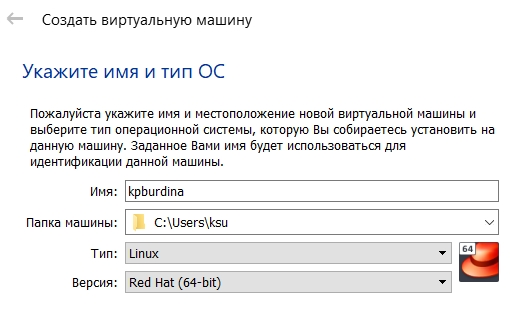 Создать виртуальную машину
Укажите имя и тип ОС
Пожалуйста укажите имя и местоположение новой виртуальной машины и
выберите тип операционной системы, которую Вы собираетесь установить на
данную машину. Заданное Вами имя будет использоваться для
идентификации данной машины.
Имя: kpburdina
Папка машины: C:\Users\ksu
Тип: Linux
64
Версия: Red Hat (64-bit)